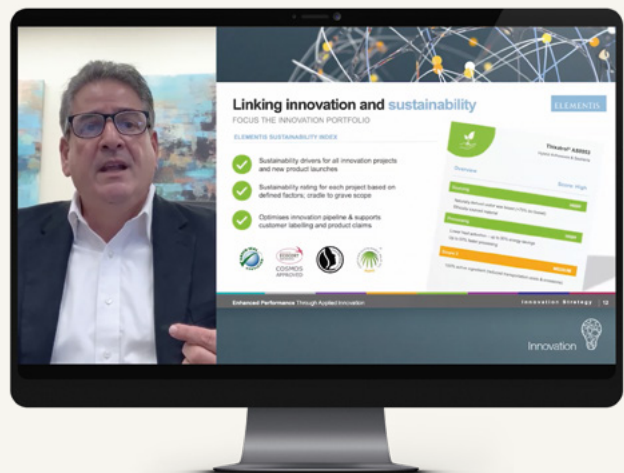 Linking innovation and sustainability
ELEMENTIS
FOCUS THE INNOVATION PORTFOLIO
ELEMENTIS SUSTAINABILITY INDEX
Sustainability drivers for all innovation projects
and new product launches
Sustainability rating for each project based on
defined factors; cradle to grave scope
Optimises innovation pipeline & supports
customer labelling and product claims
COSMOS
APPROVED
Overview
Score: High
Enhanced Performance Through Applied Innovation
Innovation Strategy
12
Innovation